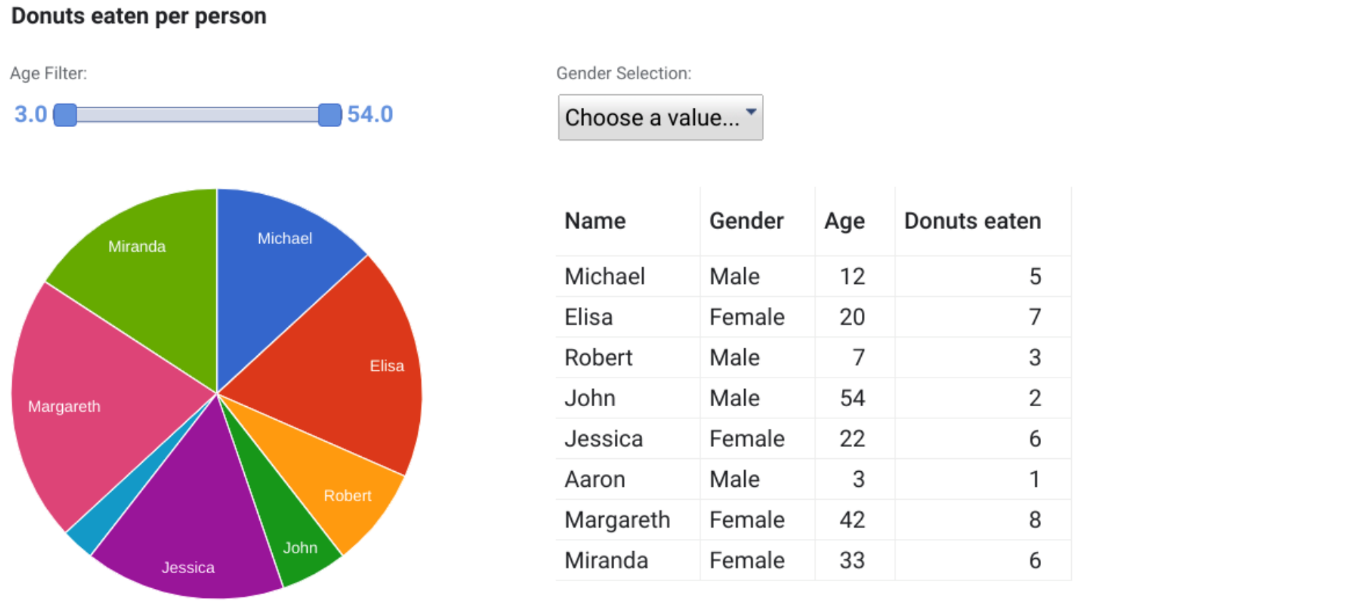 Donuts eaten per person
Age Filter:
Gender Selection:
3.0 54.0
Choose a value...
Miranda
Michael
Elisa
Margareth
Robert
John
Jessica
Name Gender Age Donuts eaten
Michael Male 12 5
Elisa Female 20 7
Robert Male 7 3
John Male 54 2
Jessica Female 22 6
Aaron Male 3 1
Margareth Female 42 8
Miranda Female 33 6